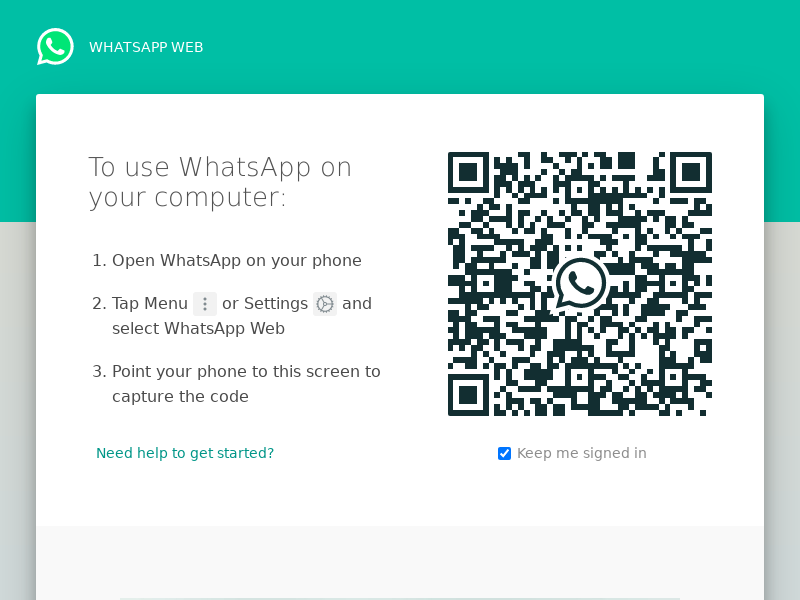 WHATSAPP WEB
To use WhatsApp on
your computer:
1. Open WhatsApp on your phone
2. Tap Menu or Settings and
select WhatsApp Web
3. Point your phone to this screen to
capture the code
Need help to get started?
Keep me signed in